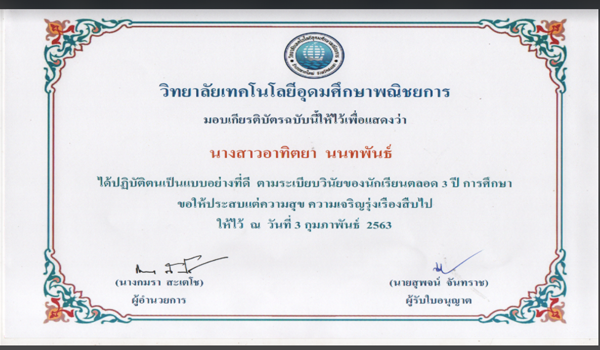 วิทยาลัยเทคโนโลยีอุดมศึกษาพณิชยการ
มอบเกียรติบัตรฉบับนี้ให้ไว้เพื่อแสดงว่า
นางสาวอาทิตยา นนทพันธ์
ได้ปฏิบัติตนเป็นแบบอย่างที่ดี ตามระเบียบวินัยของนักเรียนตลอด 3 ปี การศึกษา
ขอให้ประสบแต่ความสุข ความเจริญรุ่งเรืองสืบไป
ให้ไว้ ณ วันที่ 3 กุมภาพันธ์ 2563
(นางกมรา สะเตโช) (นายสุพจน์ จันทราช)
ผู้อำนวยการ ผู้รับใบอนุญาต